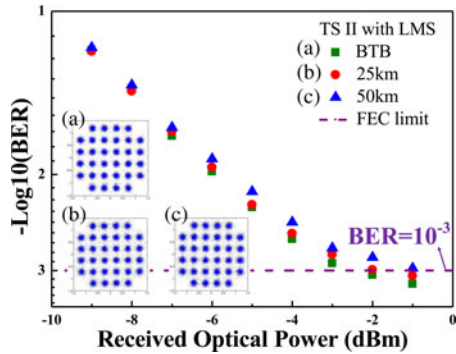 TS II with LMS
(a) BTB
(b) 25km
(c) 50km
FEC limit
-Log10(BER)
1
2
3
(a)
(b)
(c)
BER=10^-3
-10 -8 -6 -4 -2 0
Received Optical Power (dBm)